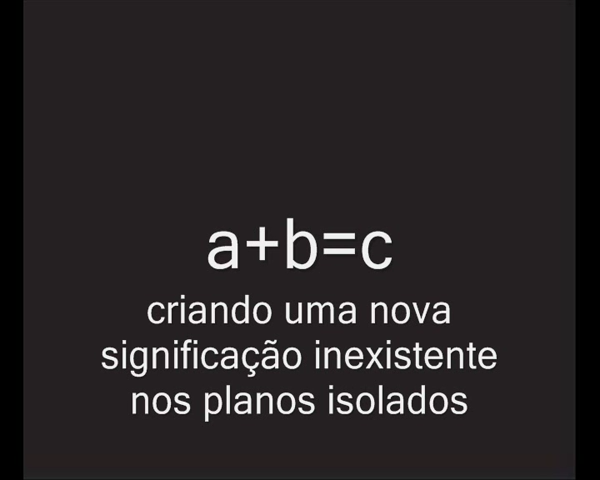 a+b=c
criando uma nova
significação inexistente
nos planos isolados